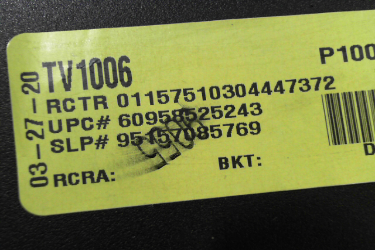 03-27-20
TV1006
P100
RCTR 01157510304447372
UPC# 60958525243
SLP# 95157085769
RCRA:
BKT:
D